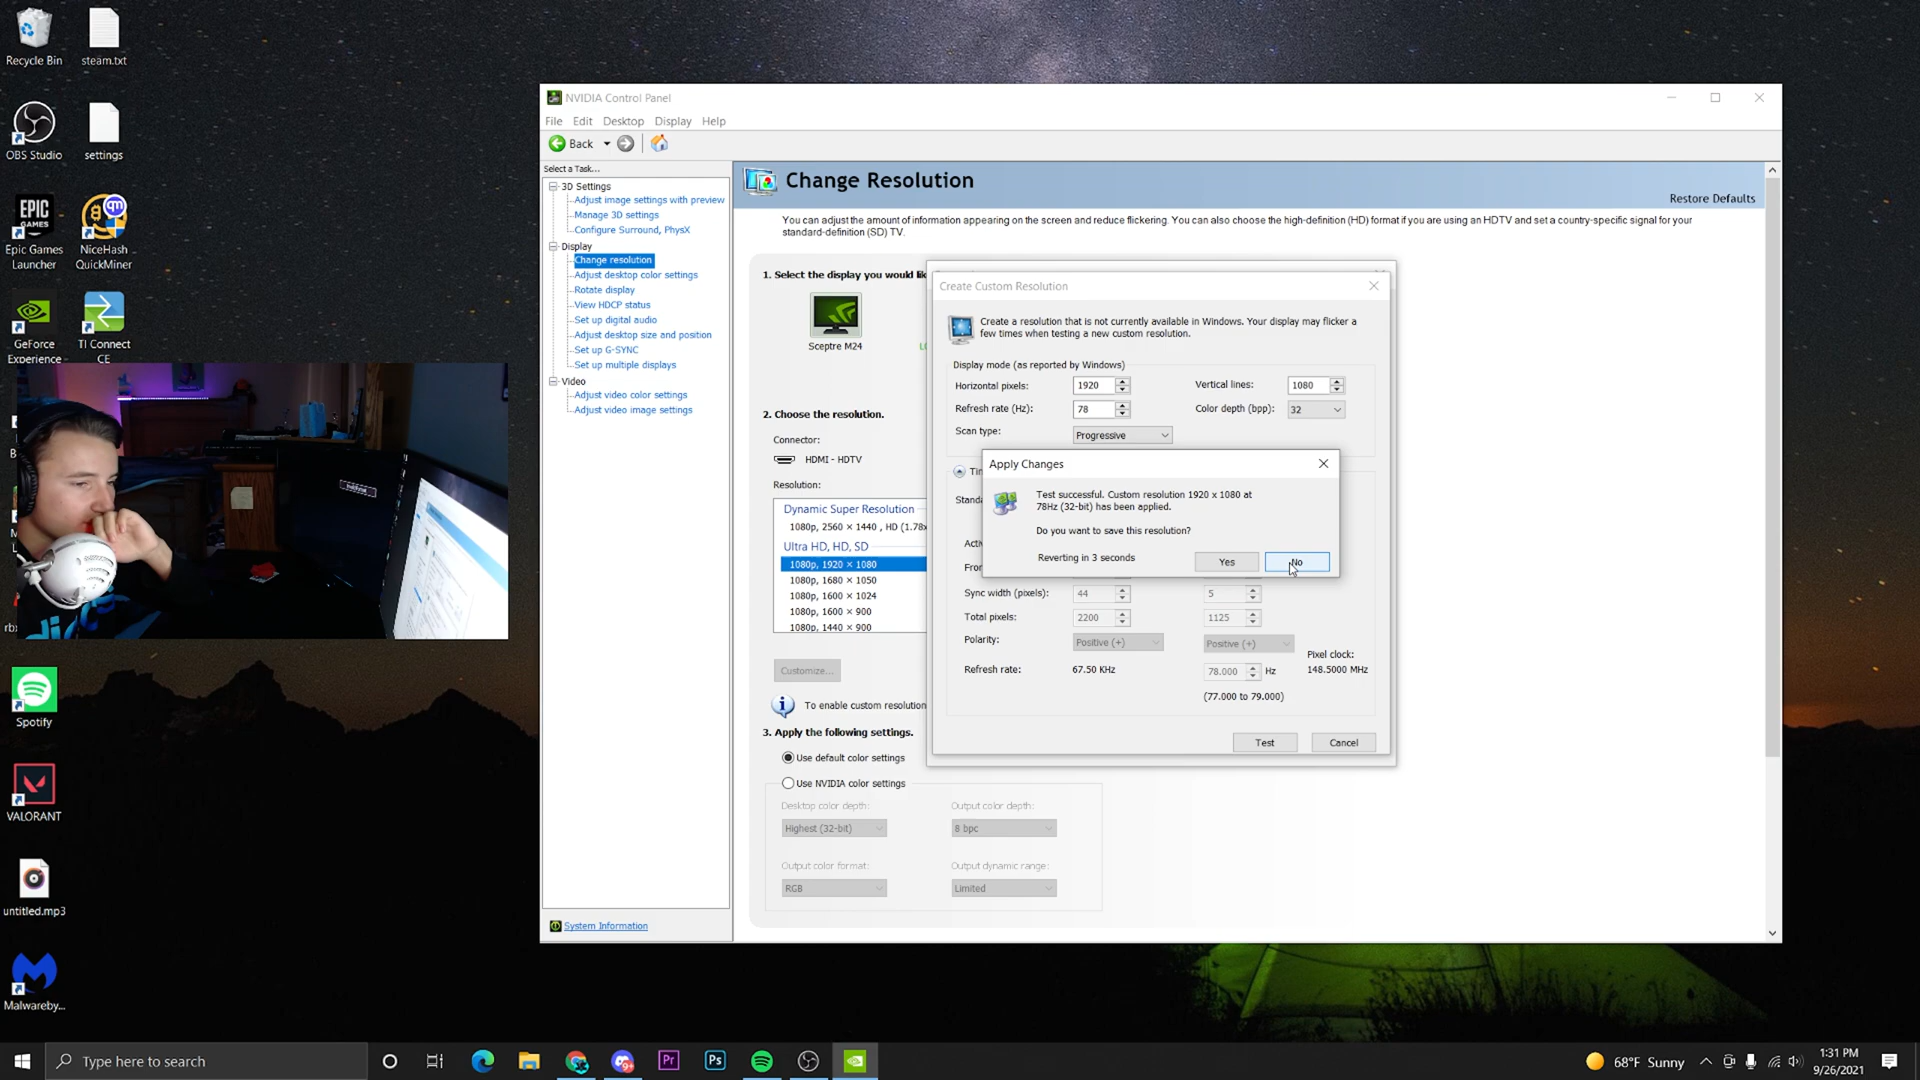 Recycle Bin
steam.txt
OBS Studio
settings
EPIC
GAMES
Epic Games
Launcher
NiceHash
QuickMiner
GeForce
Experience
TI Connect
CE
Spotify
VALORANT
untitled.mp3
Malwareby...
NVIDIA Control Panel
File Edit Desktop Display Help
Back
Select a Task...
3D Settings
Adjust image settings with preview
Manage 3D settings
Configure Surround, PhysX
Display
Change resolution
Adjust desktop color settings
Rotate display
View HDCP status
Set up digital audio
Adjust desktop size and position
Set up G-SYNC
Set up multiple displays
Video
Adjust video color settings
Adjust video image settings
System Information
Change Resolution
Restore Defaults
You can adjust the amount of information appearing on the screen and reduce flickering. You can also choose the high-definition (HD) format if you are using an HDTV and set a country-specific signal for your
standard-definition (SD) TV.
1. Select the display you would lik
Sceptre M24
2. Choose the resolution.
Connector:
HDMI - HDTV
Resolution:
Dynamic Super Resolution
1080p, 2560 × 1440 , HD (1.78x
Ultra HD, HD, SD
1080p, 1920 × 1080
1080p, 1680 × 1050
1080p, 1600 × 1024
1080p, 1600 × 900
1080p, 1440 × 900
Customize...
To enable custom resolution
3. Apply the following settings.
Use default color settings
Use NVIDIA color settings
Desktop color depth:
Output color depth:
Highest (32-bit)
8 bpc
Output color format:
Output dynamic range:
RGB
Limited
Create Custom Resolution
Create a resolution that is not currently available in Windows. Your display may flicker a
few times when testing a new custom resolution.
Display mode (as reported by Windows)
Horizontal pixels: 1920 Vertical lines: 1080
Refresh rate (Hz): 78 Color depth (bpp): 32
Scan type: Progressive
Apply Changes
Test successful. Custom resolution 1920 x 1080 at
78Hz (32-bit) has been applied.
Do you want to save this resolution?
Reverting in 3 seconds
Yes
No
Tin
Standa
Activ
Fron
Sync width (pixels): 44 5
Total pixels: 2200 1125
Polarity: Positive (+) Positive (+)
Pixel clock:
Refresh rate: 67.50 KHz 78.000 Hz 148.5000 MHz
(77.000 to 79.000)
Test
Cancel
Type here to search
Pr
Ps
68°F Sunny
1:31 PM
9/26/2021